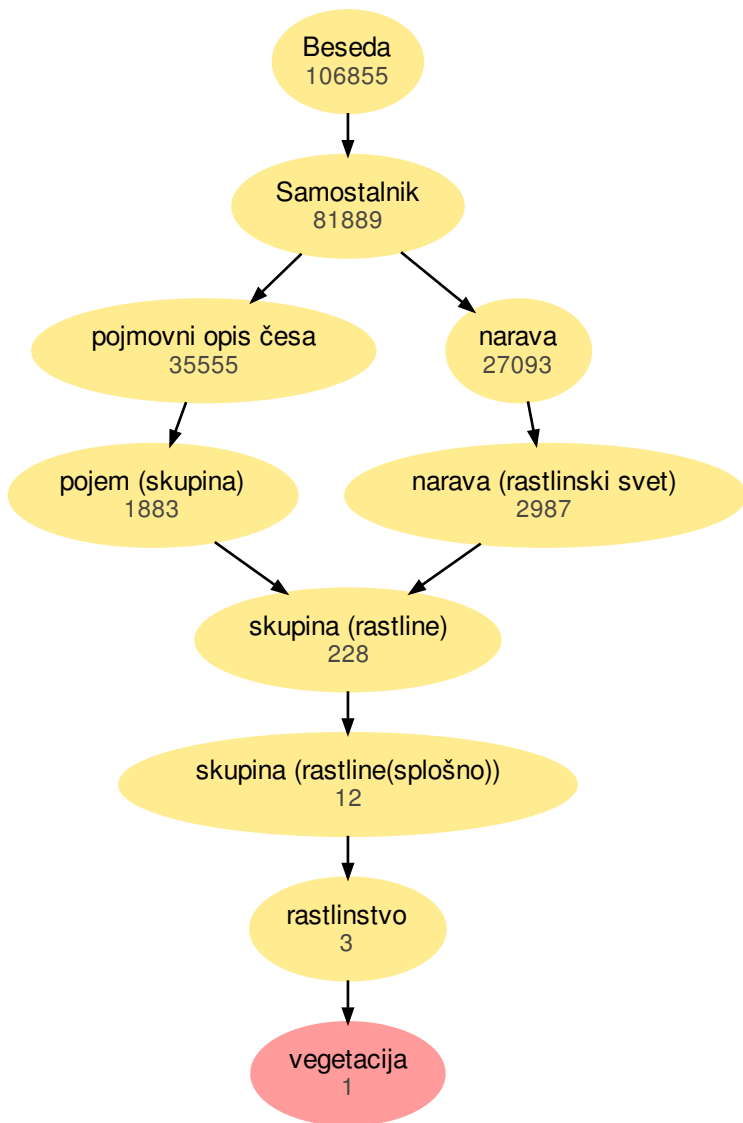 Beseda
106855
Samostalnik
81889
pojmovni opis česa
35555
narava
27093
pojem (skupina)
1883
narava (rastlinski svet)
2987
skupina (rastline)
228
skupina (rastline(splošno))
12
rastlinstvo
3
vegetacija
1